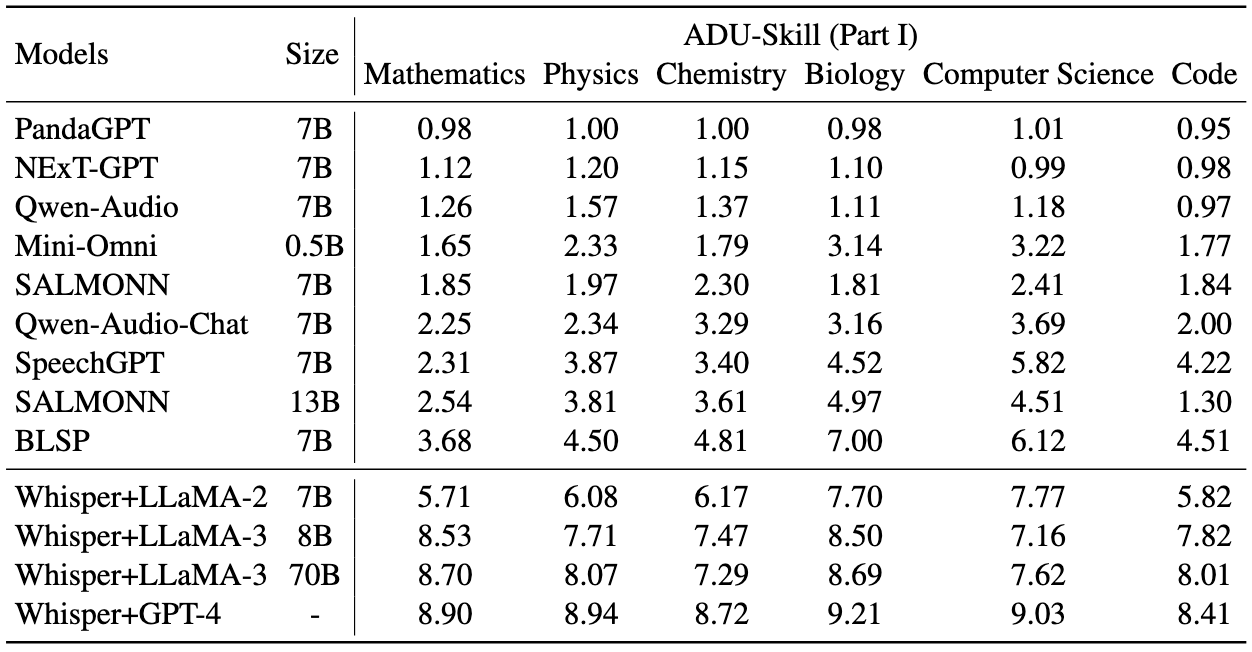 Models Size ADU-Skill (Part I)
Mathematics Physics Chemistry Biology Computer Science Code
PandaGPT 7B 0.98 1.00 1.00 0.98 1.01 0.95
NExT-GPT 7B 1.12 1.20 1.15 1.10 0.99 0.98
Qwen-Audio 7B 1.26 1.57 1.37 1.11 1.18 0.97
Mini-Omni 0.5B 1.65 2.33 1.79 3.14 3.22 1.77
SALMONN 7B 1.85 1.97 2.30 1.81 2.41 1.84
Qwen-Audio-Chat 7B 2.25 2.34 3.29 3.16 3.69 2.00
SpeechGPT 7B 2.31 3.87 3.40 4.52 5.82 4.22
SALMONN 13B 2.54 3.81 3.61 4.97 4.51 1.30
BLSP 7B 3.68 4.50 4.81 7.00 6.12 4.51
Whisper+LLaMA-2 7B 5.71 6.08 6.17 7.70 7.77 5.82
Whisper+LLaMA-3 8B 8.53 7.71 7.47 8.50 7.16 7.82
Whisper+LLaMA-3 70B 8.70 8.07 7.29 8.69 7.62 8.01
Whisper+GPT-4 - 8.90 8.94 8.72 9.21 9.03 8.41